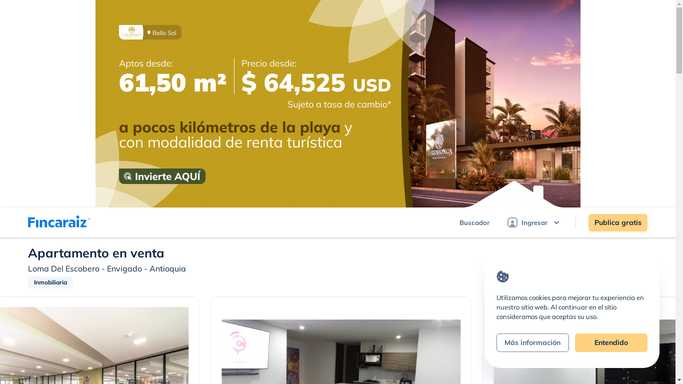 Bello Sol
Aptos desde:
61,50 m²
Precio desde:
$ 64,525 USD
Sujeto a tasa de cambio*
a pocos kilómetros de la playa y
con modalidad de renta turística
Invierte AQUÍ
Fincaraiz
Buscador
Ingresar
Publica gratis
Apartamento en venta
Loma Del Escobero - Envigado - Antioquia
Inmobiliaria
Utilizamos cookies para mejorar tu experiencia en
nuestro sitio web. Al continuar en el sitio
consideramos que aceptas su uso.
Más información
Entendido